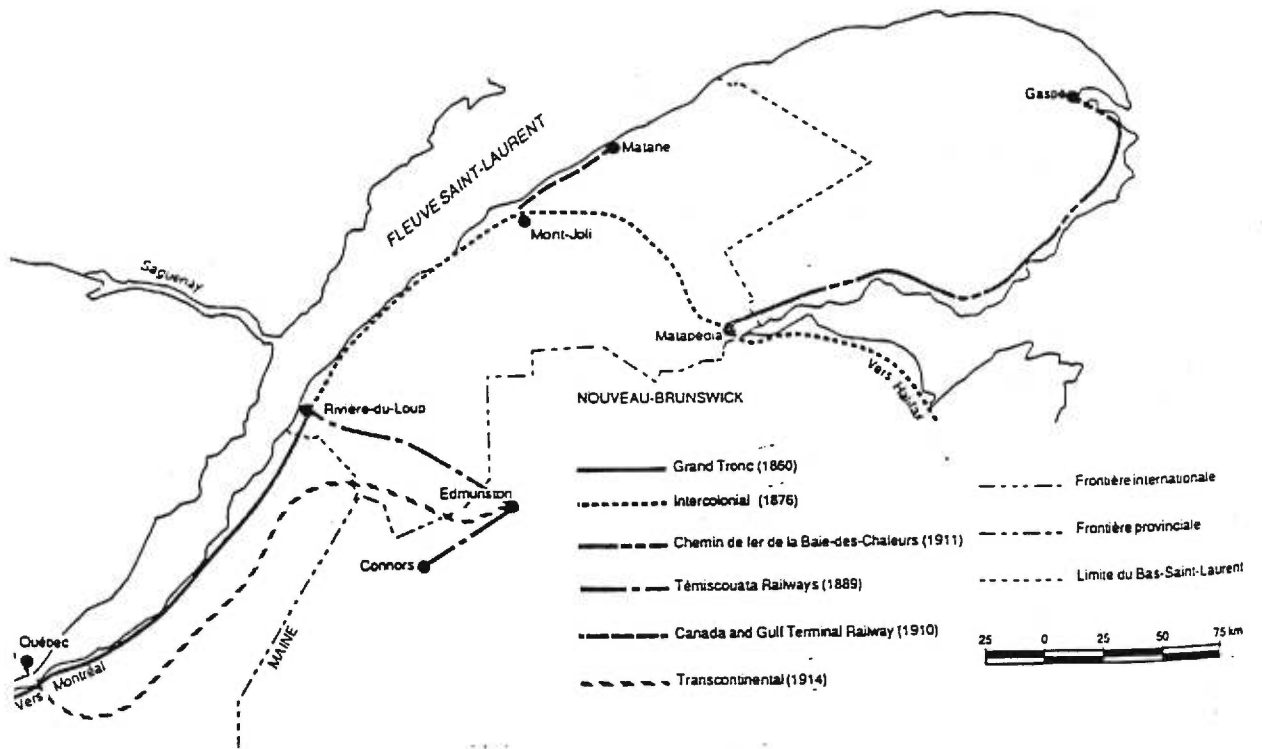 Gaspé
Matane
FLEUVE SAINT-LAURENT
Mont-Joli
Saguenay
Matapédia
Vers Halifax
Rivière-du-Loup
NOUVEAU-BRUNSWICK
Edmunston
Connors
MAINE
Québec
Vers Montréal
Grand Tronc (1860)
Intercolonial (1876)
Chemin de fer de la Baie-des-Chaleurs (1911)
Témiscouata Railways (1889)
Canada and Gulf Terminal Railway (1910)
Transcontinental (1914)
Frontière internationale
Frontière provinciale
Limite du Bas-Saint-Laurent
25 0 25 50 75 km